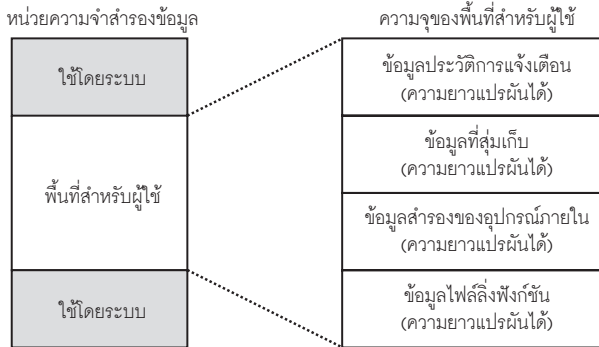 หน่วยความจำสำรองข้อมูล
ใช้โดยระบบ
พื้นที่สำหรับผู้ใช้
ใช้โดยระบบ
ความจุของพื้นที่สำหรับผู้ใช้
ข้อมูลประวัติการแจ้งเตือน
(ความยาวแปรผันได้)
ข้อมูลที่สุ่มเก็บ
(ความยาวแปรผันได้)
ข้อมูลสำรองของอุปกรณ์ภายใน
(ความยาวแปรผันได้)
ข้อมูลไฟล์ลิ่งฟังก์ชัน
(ความยาวแปรผันได้)